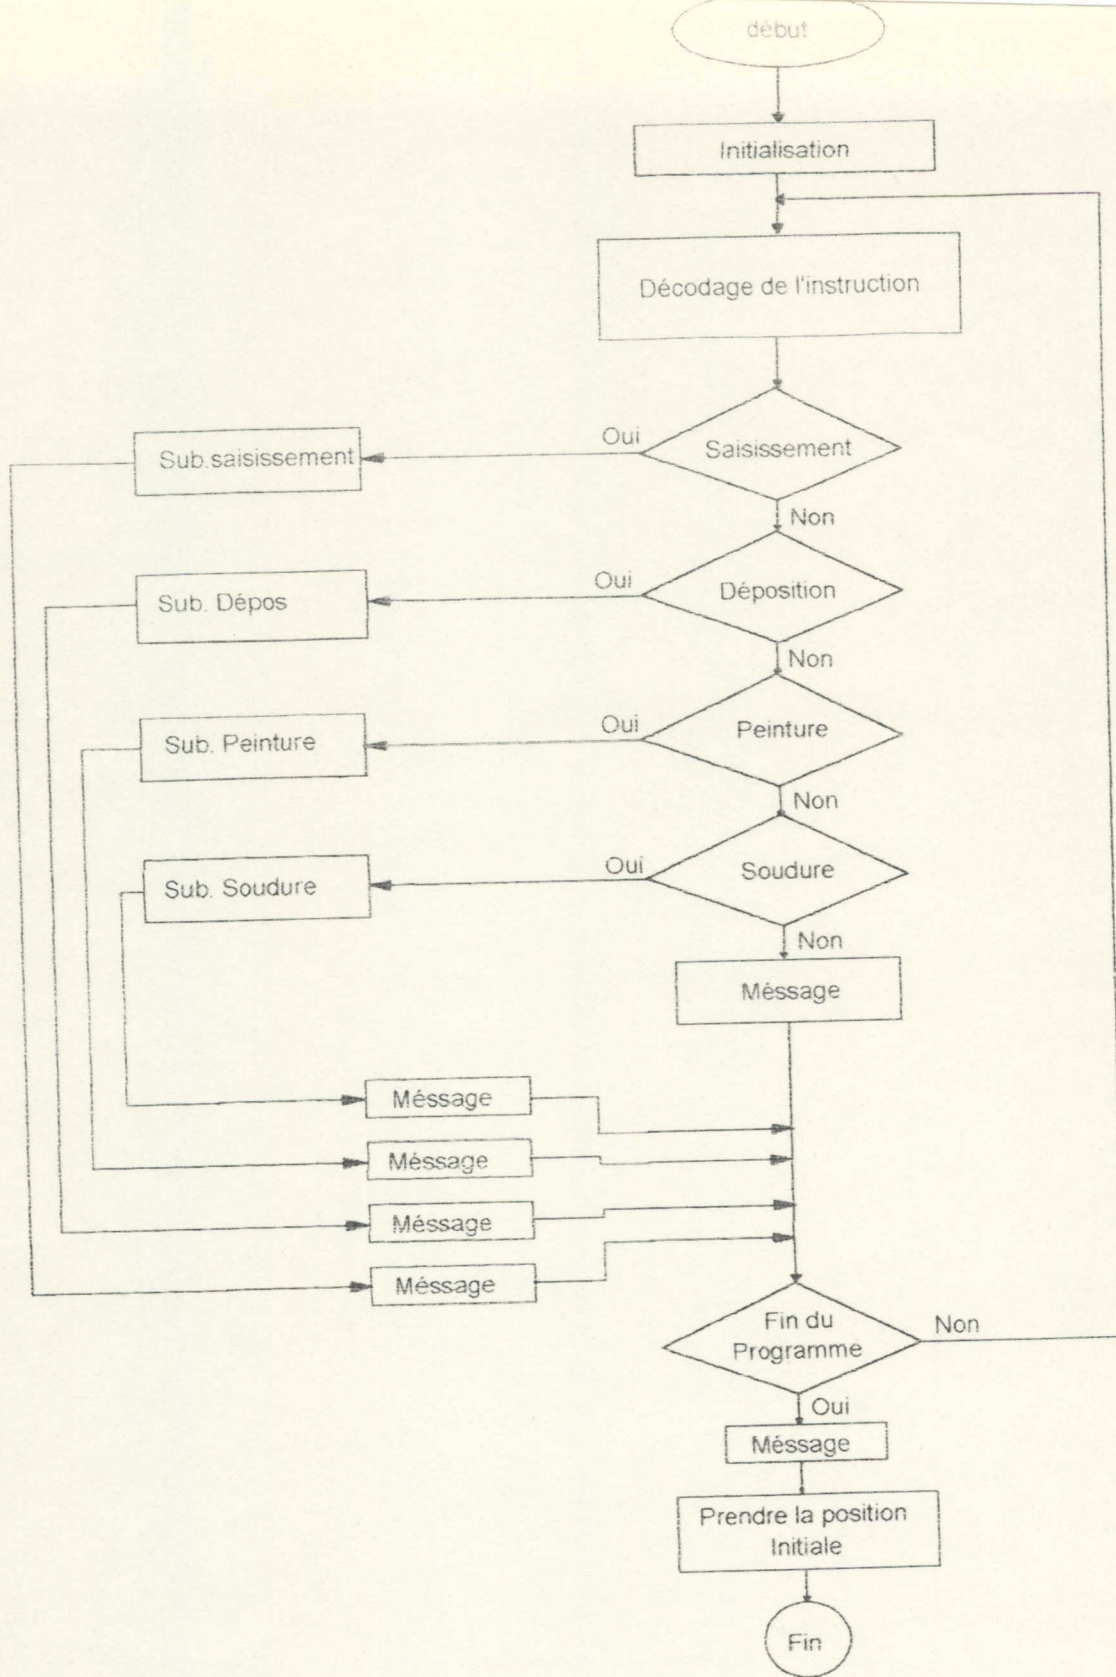 début
Initialisation
Décodage de l'instruction
Saisissement
Oui
Sub.saisissement
Non
Déposition
Oui
Sub. Dépos
Non
Peinture
Oui
Sub. Peinture
Non
Soudure
Oui
Sub. Soudure
Non
Méssage
Méssage
Méssage
Méssage
Méssage
Fin du
Programme
Non
Oui
Méssage
Prendre la position
Initiale
Fin